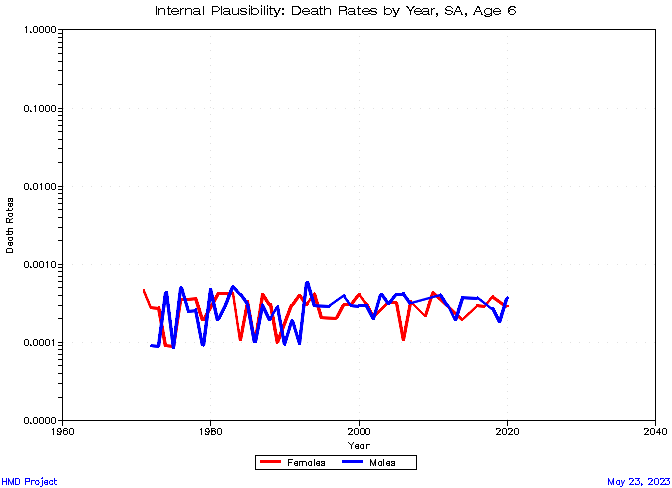 Internal Plausibility: Death Rates by Year, SA, Age 6
1.0000
0.1000
0.0100
0.0010
0.0001
0.0000
Death Rates
1960
1980
2000
2020
2040
Year
Females
Males
HMD Project
May 23, 2023